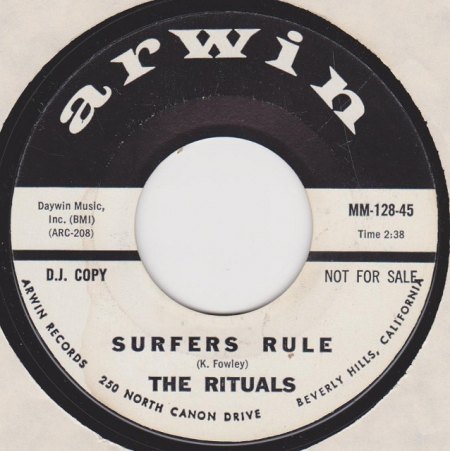 arwin
Daywin Music,
Inc. (BMI)
(ARC-208)
MM-128-45
Time 2:38
D.J. COPY
NOT FOR SALE
SURFERS RULE
(K. Fowley)
THE RITUALS
ARWIN RECORDS 250 NORTH CANON DRIVE BEVERLY HILLS, CALIFORNIA